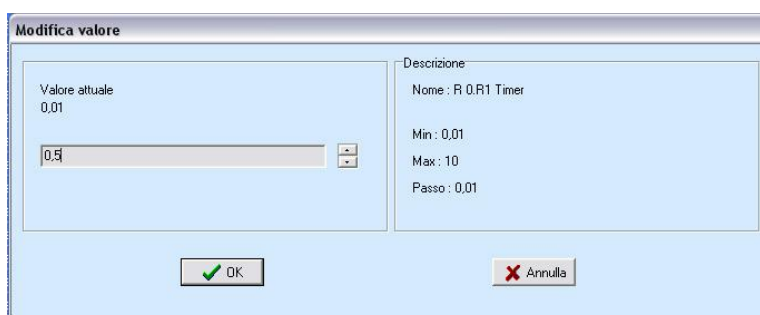 Modifica valore
Valore attuale
0,01
0,5
Descrizione
Nome : R 0.R1 Timer
Min : 0,01
Max : 10
Passo : 0,01
OK
Annulla